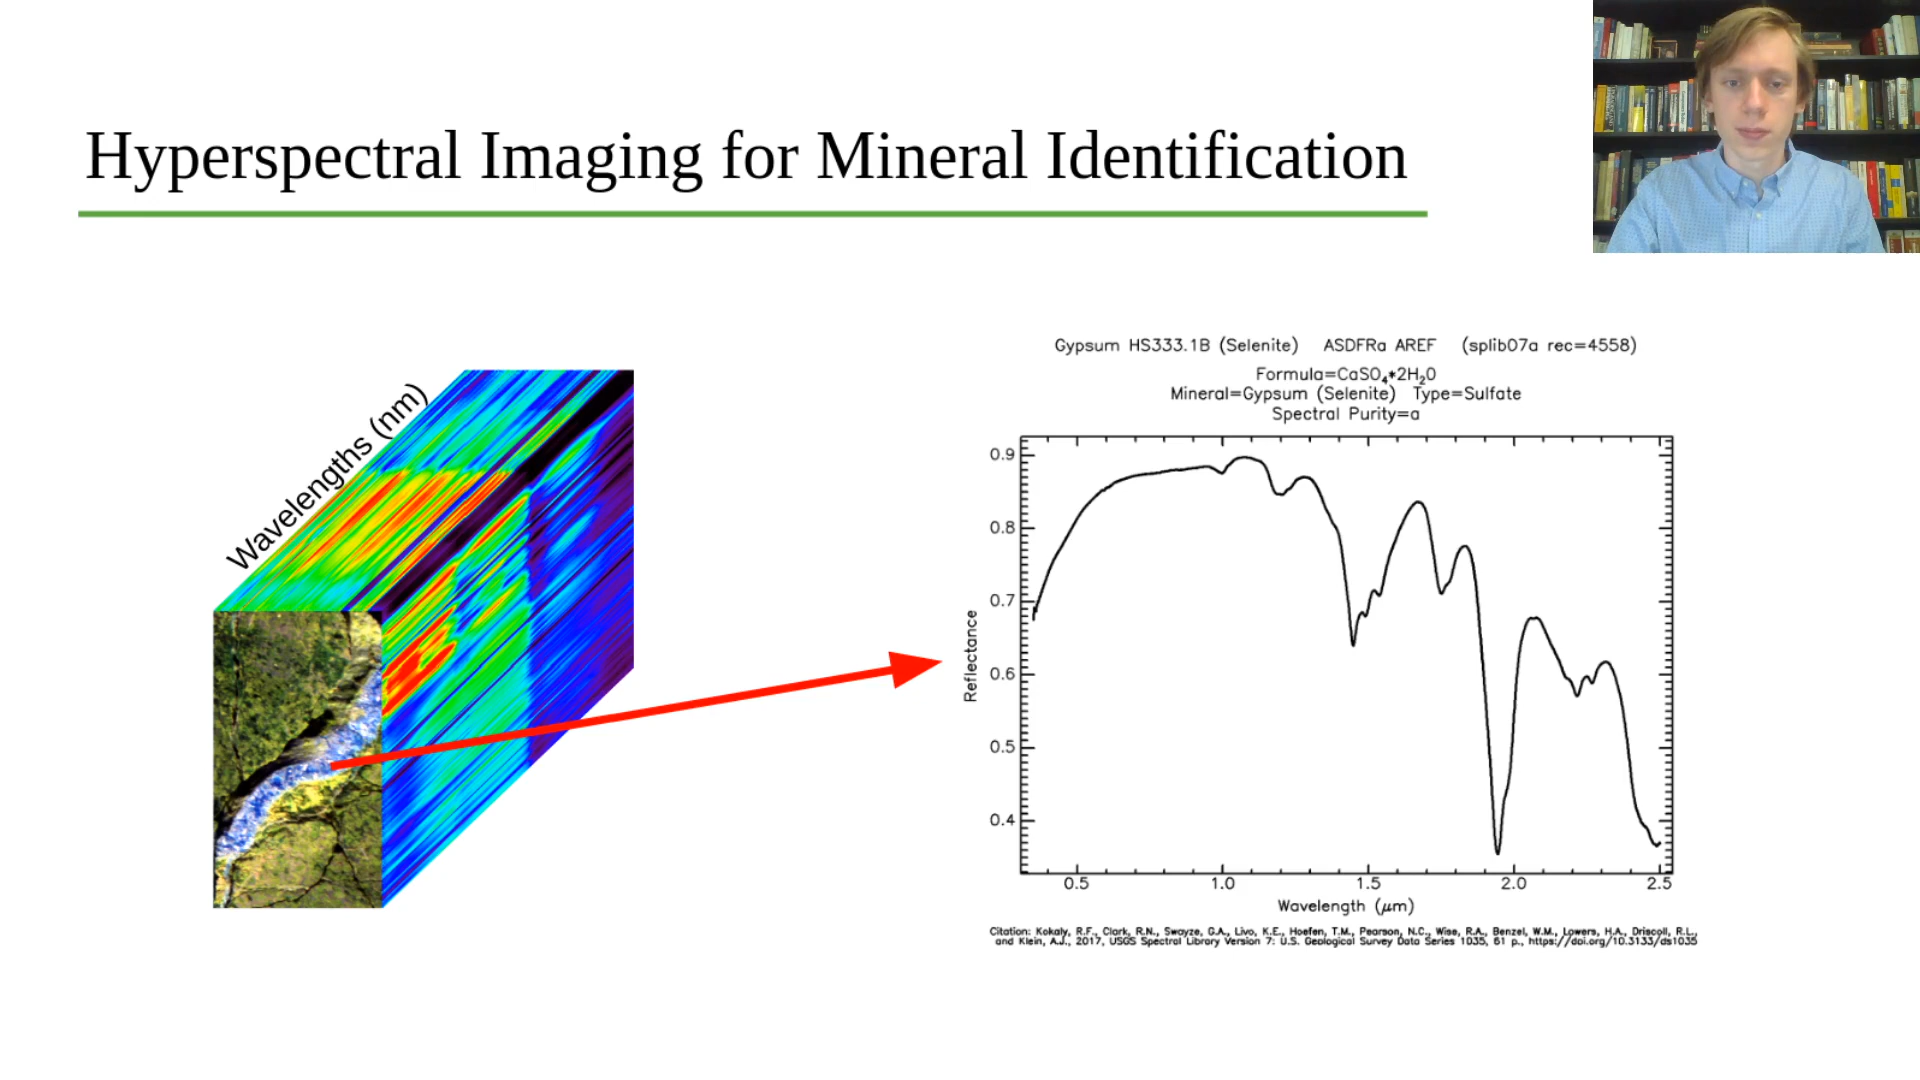 Hyperspectral Imaging for Mineral Identification
Wavelengths (nm)
Gypsum HS333.1B (Selenite) ASDFRa AREF (splib07a rec=4558)
Formula=CaSO4*2H2O
Mineral=Gypsum (Selenite) Type=Sulfate
Spectral Purity=a
Reflectance
0.9
0.8
0.7
0.6
0.5
0.4
0.5 1.0 1.5 2.0 2.5
Wavelength (μm)
Citation: Kokaly, R.F., Clark, R.N., Swayze, G.A., Livo, K.E., Hoefen, T.M., Pearson, N.C., Wise, R.A., Benzel, W.M., Lowers, H.A., Driscoll, R.L.,
and Klein, A.J., 2017, USGS Spectral Library Version 7: U.S. Geological Survey Data Series 1035, 61 p., https://doi.org/10.3133/ds1035